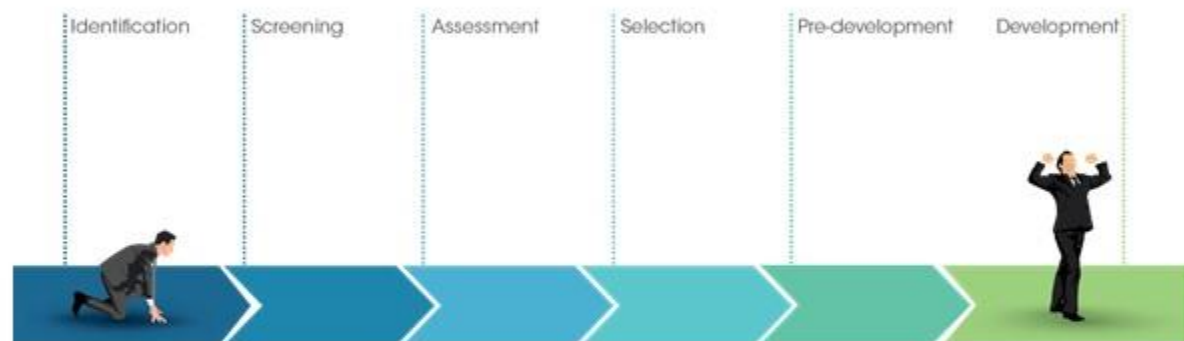 Identification
Screening
Assessment
Selection
Pre-development
Development